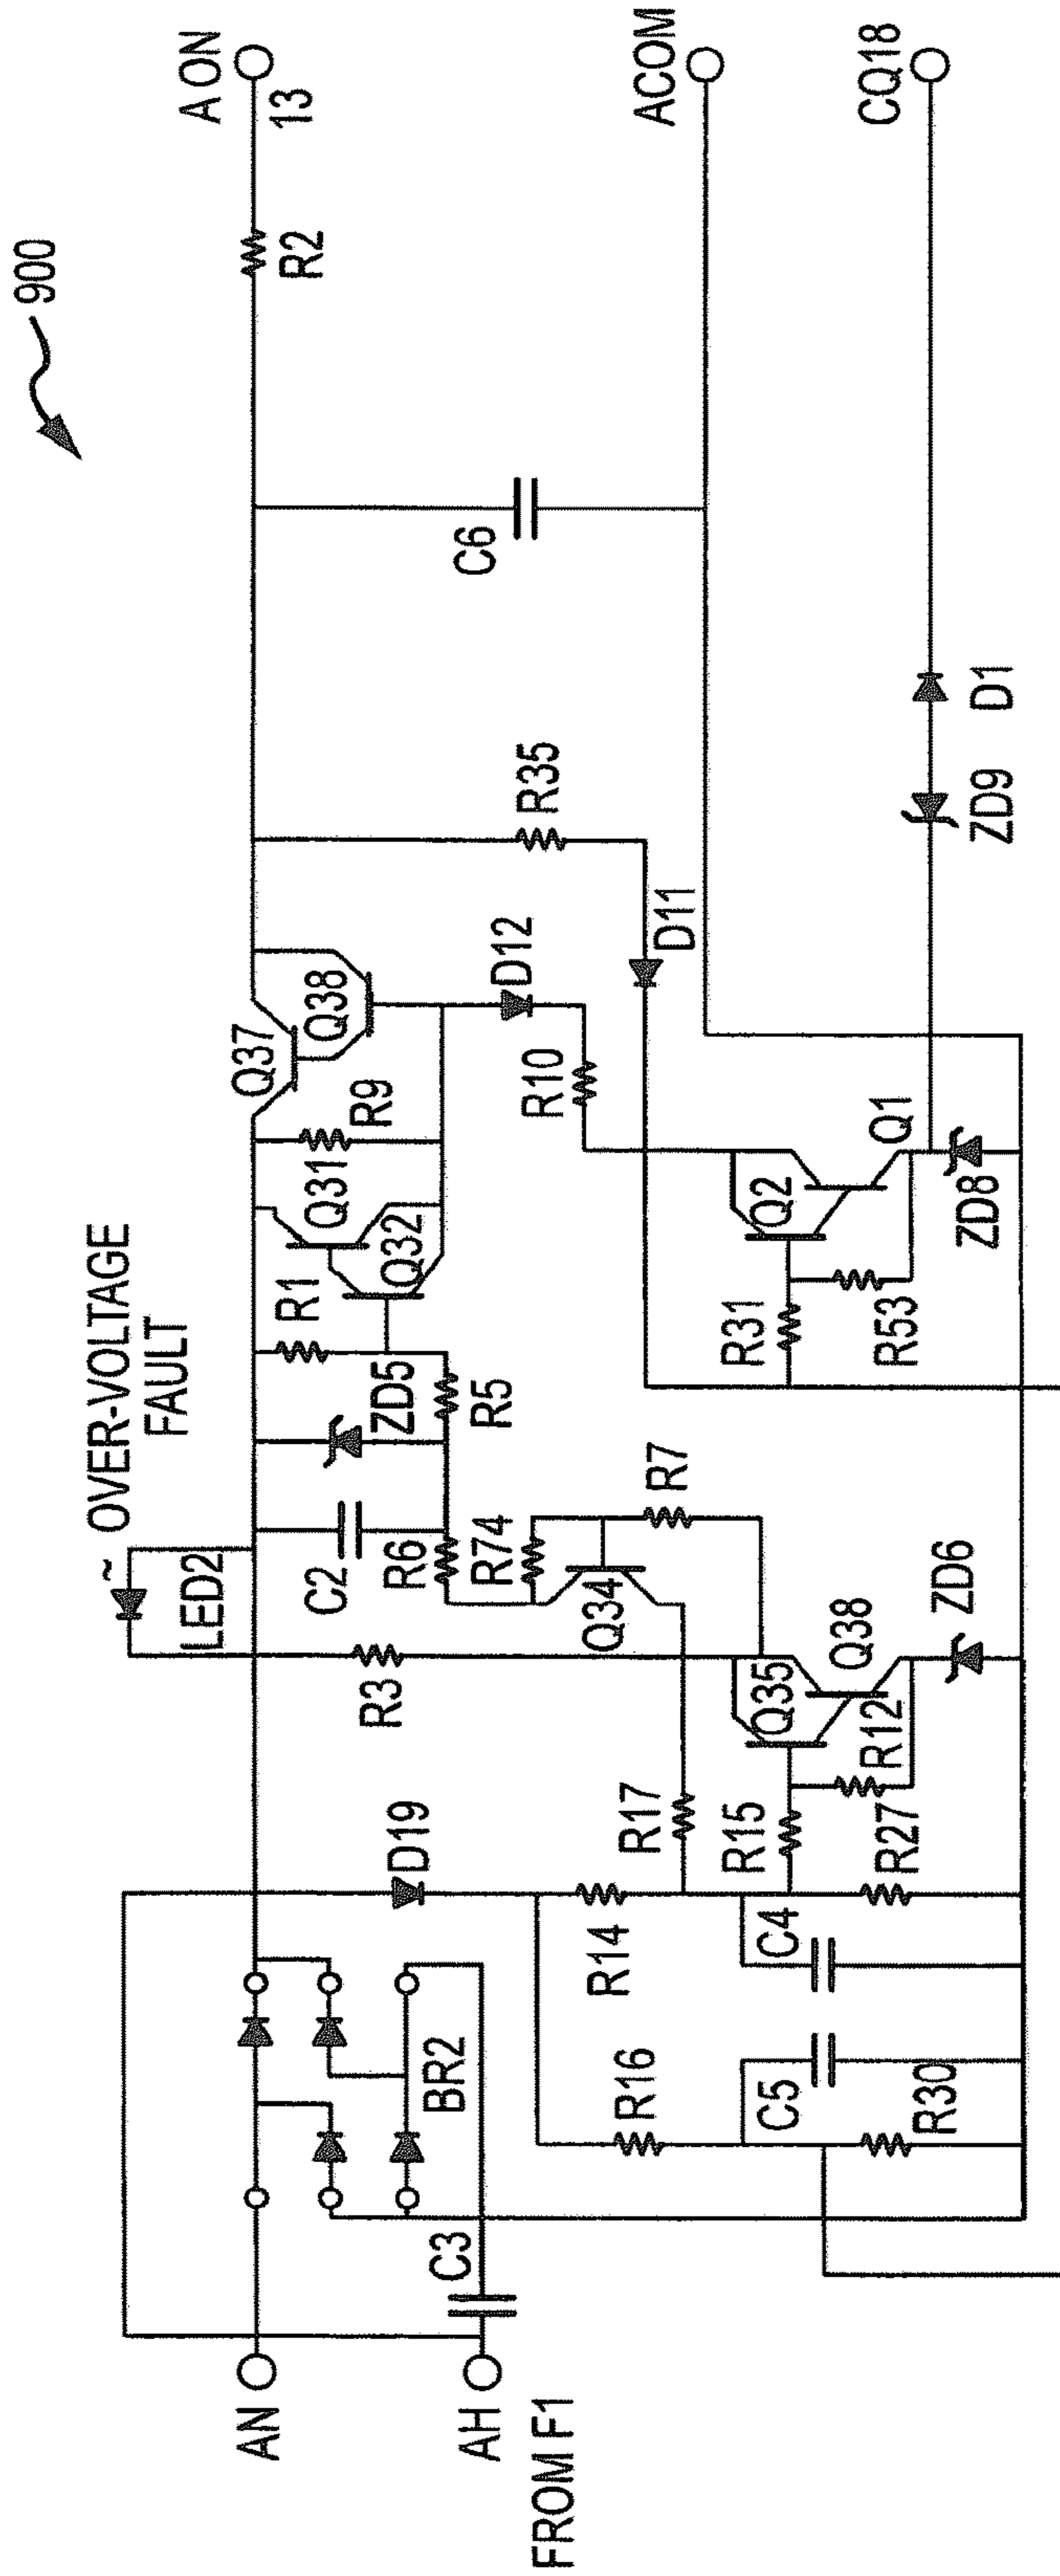 900
OVER-VOLTAGE
FAULT
~
LED2
A ON
13
R2
Q37
Q38
R9
Q31
Q32
R1
ZD5
R5
C2
R6
R74
R7
Q34
R3
D12
R10
R35
D11
C6
ACOM
AN
AH
FROM F1
C3
BR2
D19
R14
R16
R17
R15
Q35
Q38
R12
R27
C4
C5
R30
ZD6
R31
Q2
Q1
R53
ZD8
ZD9
D1
CQ18